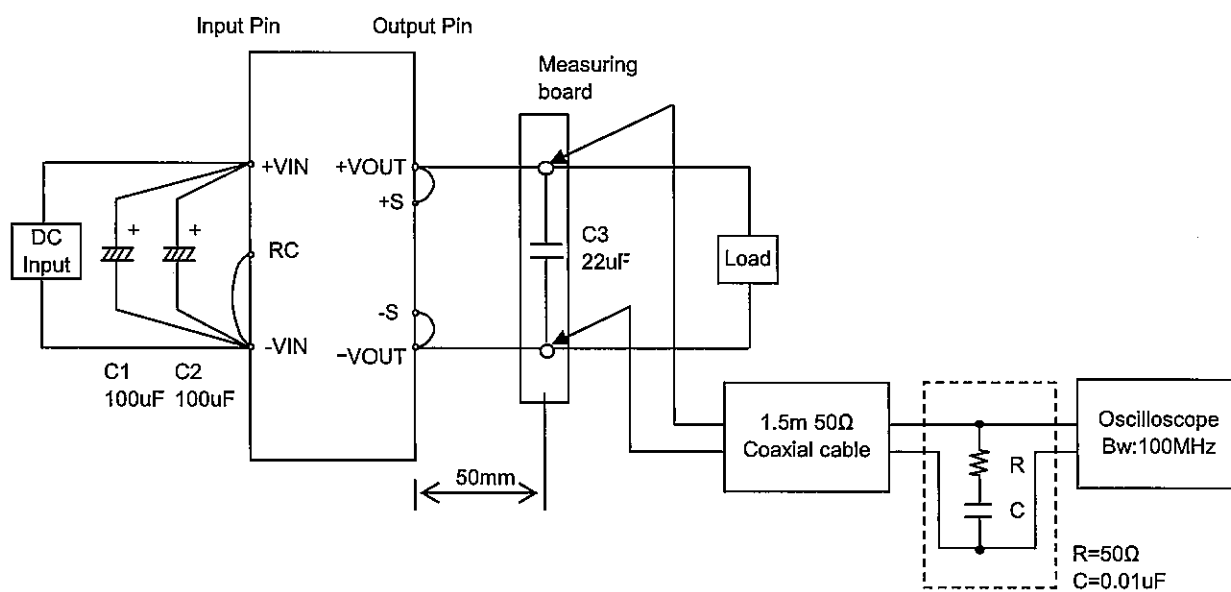 Input Pin
Output Pin
Measuring
board
+VIN
+VOUT
+S
DC
Input
+
+
RC
C3
22uF
Load
-S
-VIN
−VOUT
C1
100uF
C2
100uF
1.5m 50Ω
Coaxial cable
Oscilloscope
Bw:100MHz
50mm
R
C
R=50Ω
C=0.01uF